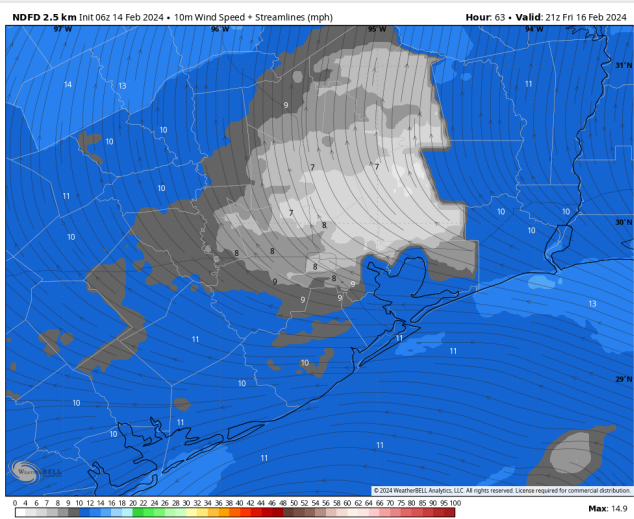 NDFD 2.5 km Init 06z 14 Feb 2024 • 10m Wind Speed + Streamlines (mph) Hour: 63 • Valid: 21z Fri 16 Feb 2024
97°W 96°W 95°W 94°W
31°N
14 13 11
9
10 10
7 7
11 10
7 10 10
10 8 10 30°N
8 8
8 8
9 9
9 9 13
11 11 11
10
10 29°N
10
11
10
11
11
WeatherBELL
© 2024 WeatherBELL Analytics, LLC. All rights reserved. License required for commercial distribution.
0 4 6 7 8 9 10 12 14 16 18 20 22 24 26 28 30 32 34 36 38 40 42 44 46 48 50 52 54 56 58 60 65 70 75 80 85 90 95 100
Max: 14.9